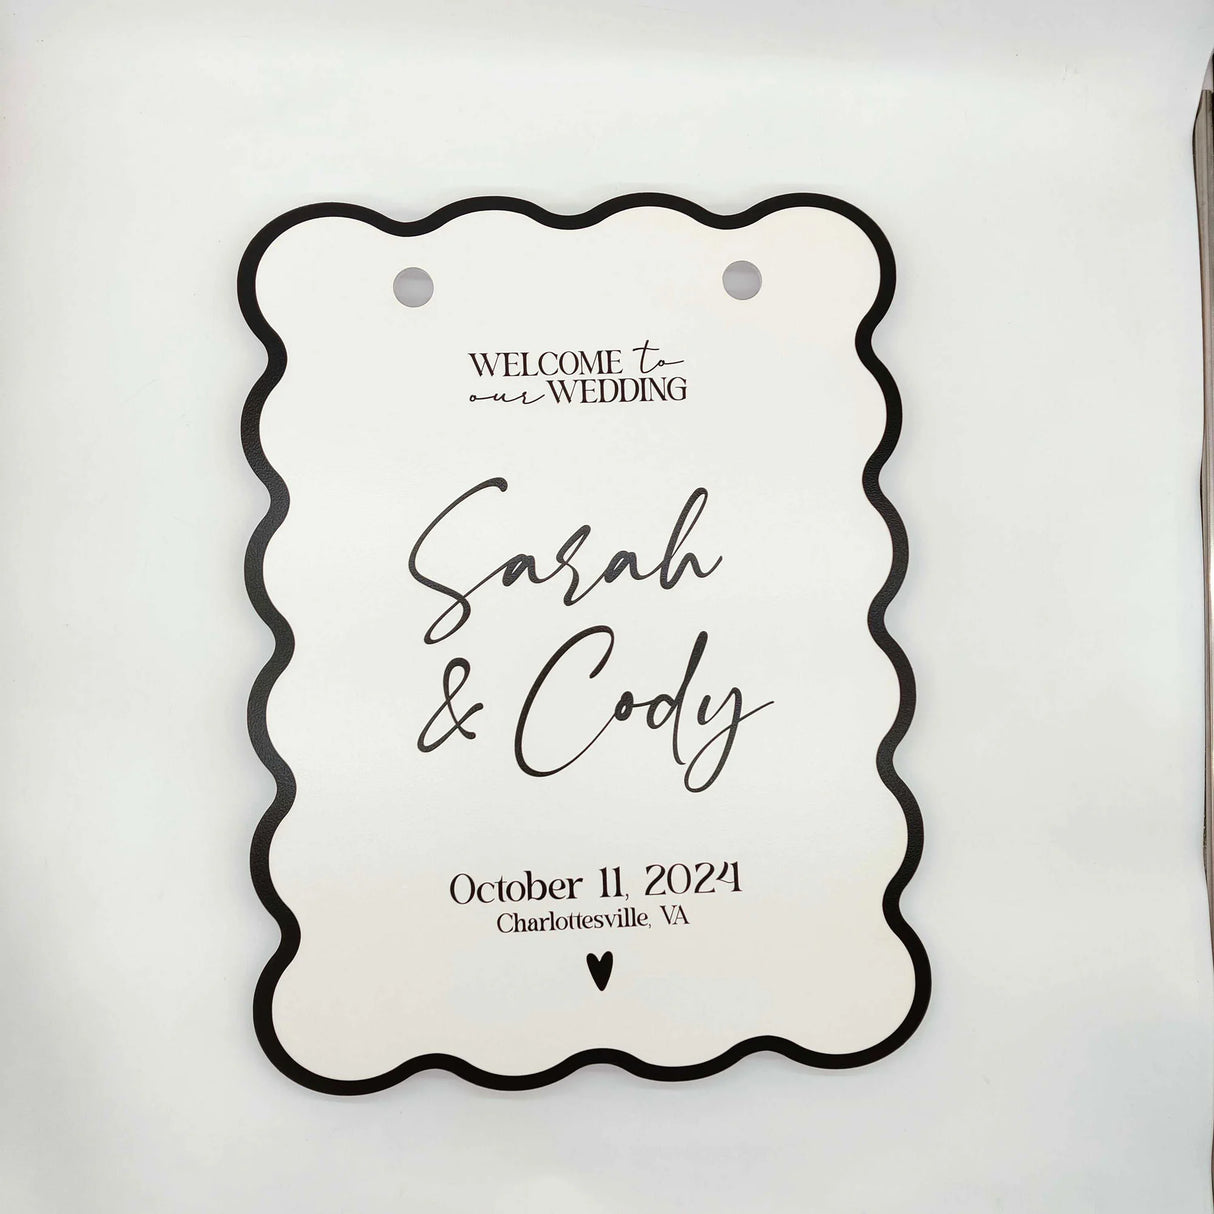 WELCOME to
our WEDDING
Sarah
& Cody
October 11, 2024
Charlottesville, VA